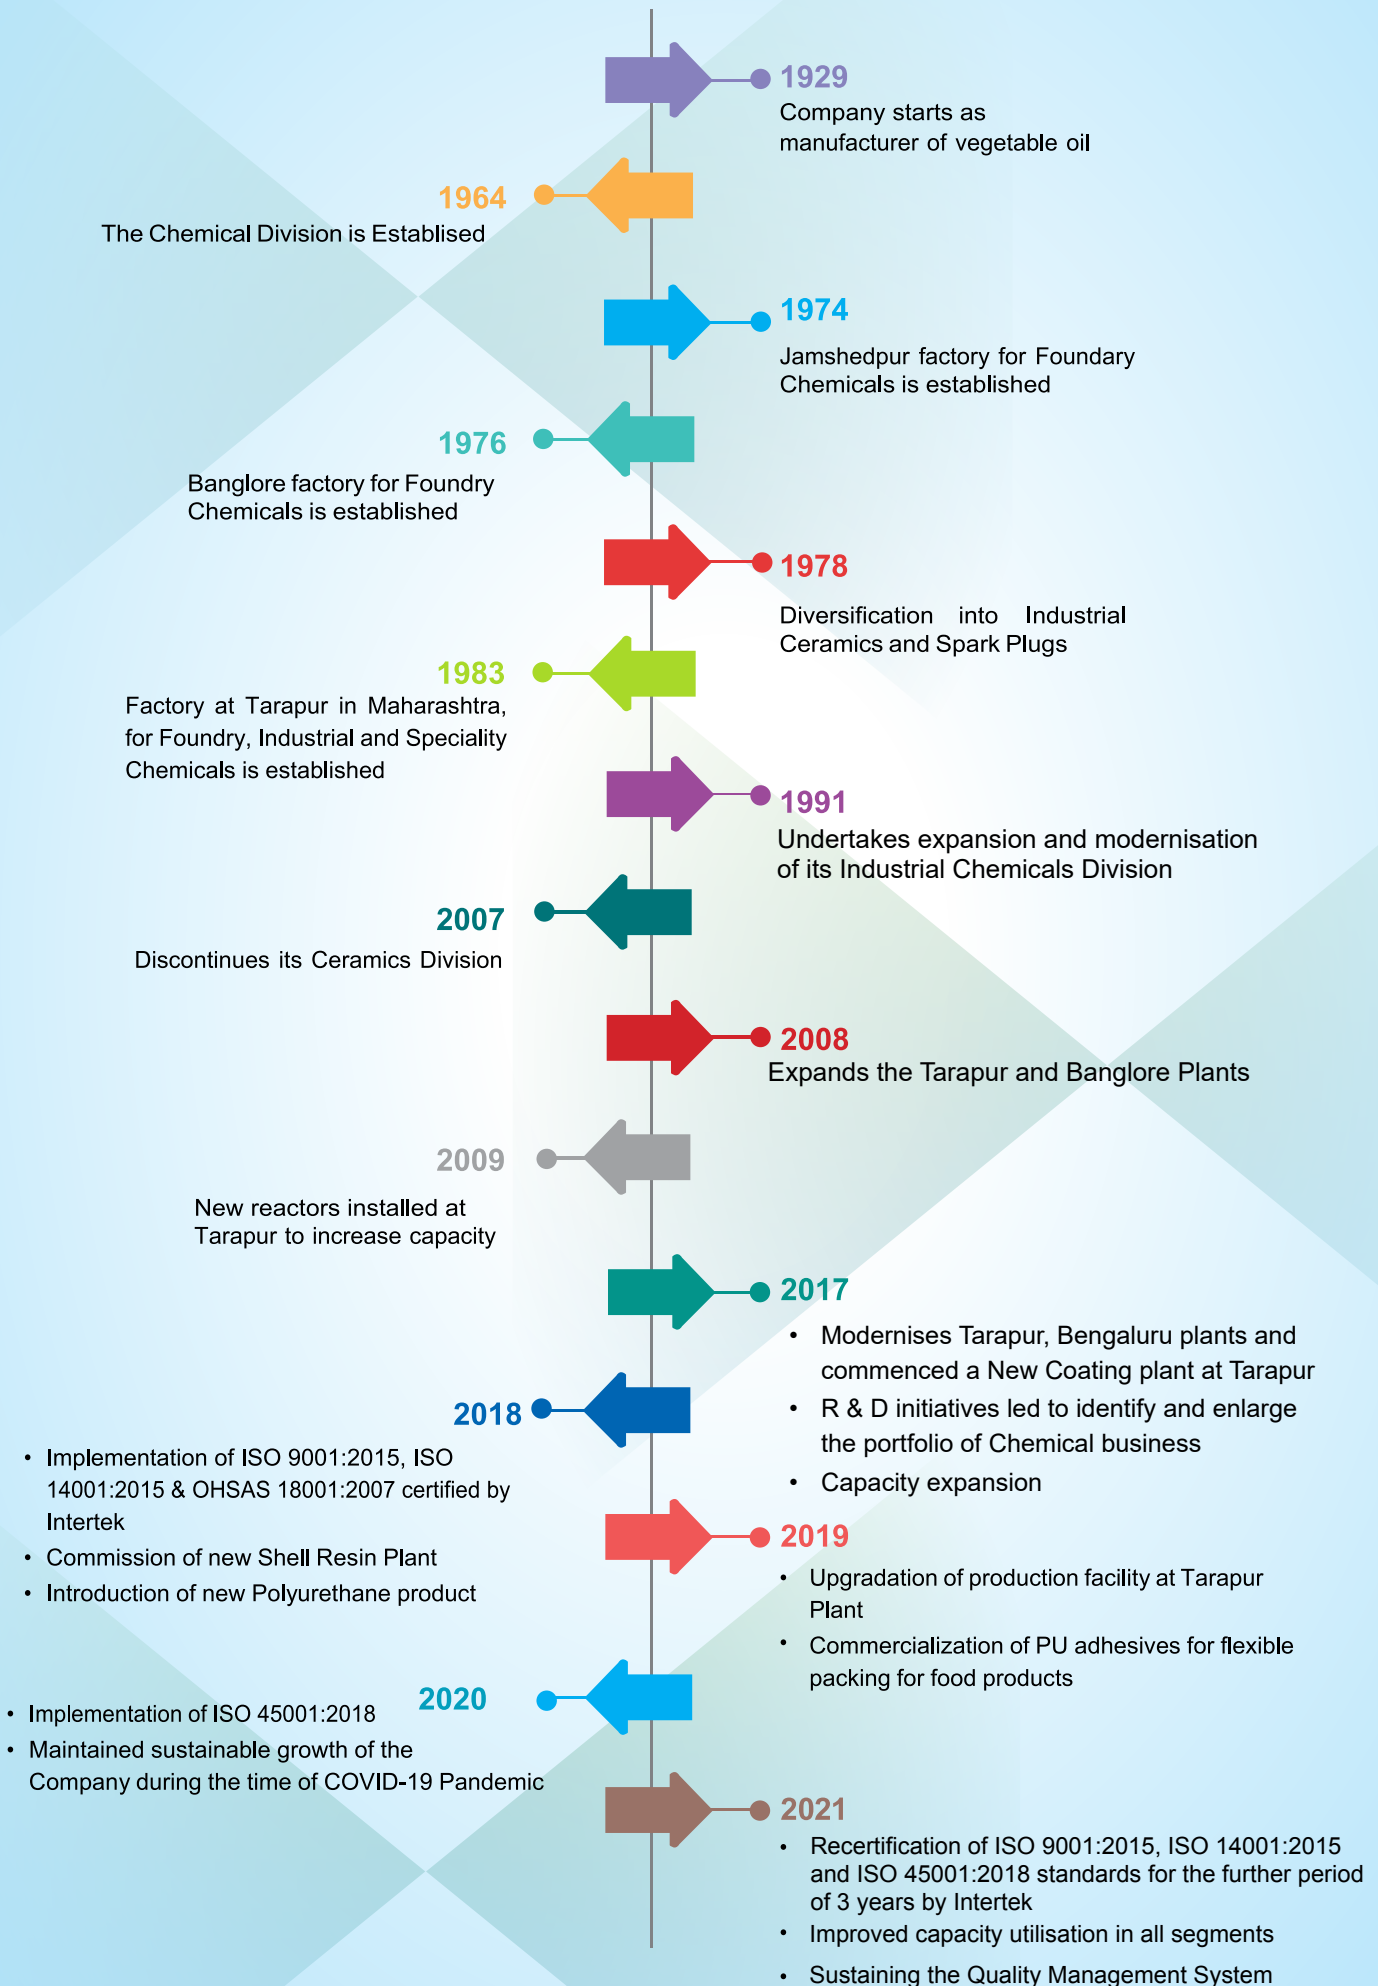 1929
Company starts as
manufacturer of vegetable oil
1964
The Chemical Division is Establised
1974
Jamshedpur factory for Foundary
Chemicals is established
1976
Banglore factory for Foundry
Chemicals is established
1978
Diversification into Industrial
Ceramics and Spark Plugs
1983
Factory at Tarapur in Maharashtra,
for Foundry, Industrial and Speciality
Chemicals is established
1991
Undertakes expansion and modernisation
of its Industrial Chemicals Division
2007
Discontinues its Ceramics Division
2008
Expands the Tarapur and Banglore Plants
2009
New reactors installed at
Tarapur to increase capacity
2017
• Modernises Tarapur, Bengaluru plants and
commenced a New Coating plant at Tarapur
• R & D initiatives led to identify and enlarge
the portfolio of Chemical business
• Capacity expansion
2018
• Implementation of ISO 9001:2015, ISO
14001:2015 & OHSAS 18001:2007 certified by
Intertek
• Commission of new Shell Resin Plant
• Introduction of new Polyurethane product
2019
• Upgradation of production facility at Tarapur
Plant
• Commercialization of PU adhesives for flexible
packing for food products
2020
• Implementation of ISO 45001:2018
• Maintained sustainable growth of the
Company during the time of COVID-19 Pandemic
2021
• Recertification of ISO 9001:2015, ISO 14001:2015
and ISO 45001:2018 standards for the further period
of 3 years by Intertek
• Improved capacity utilisation in all segments
• Sustaining the Quality Management System